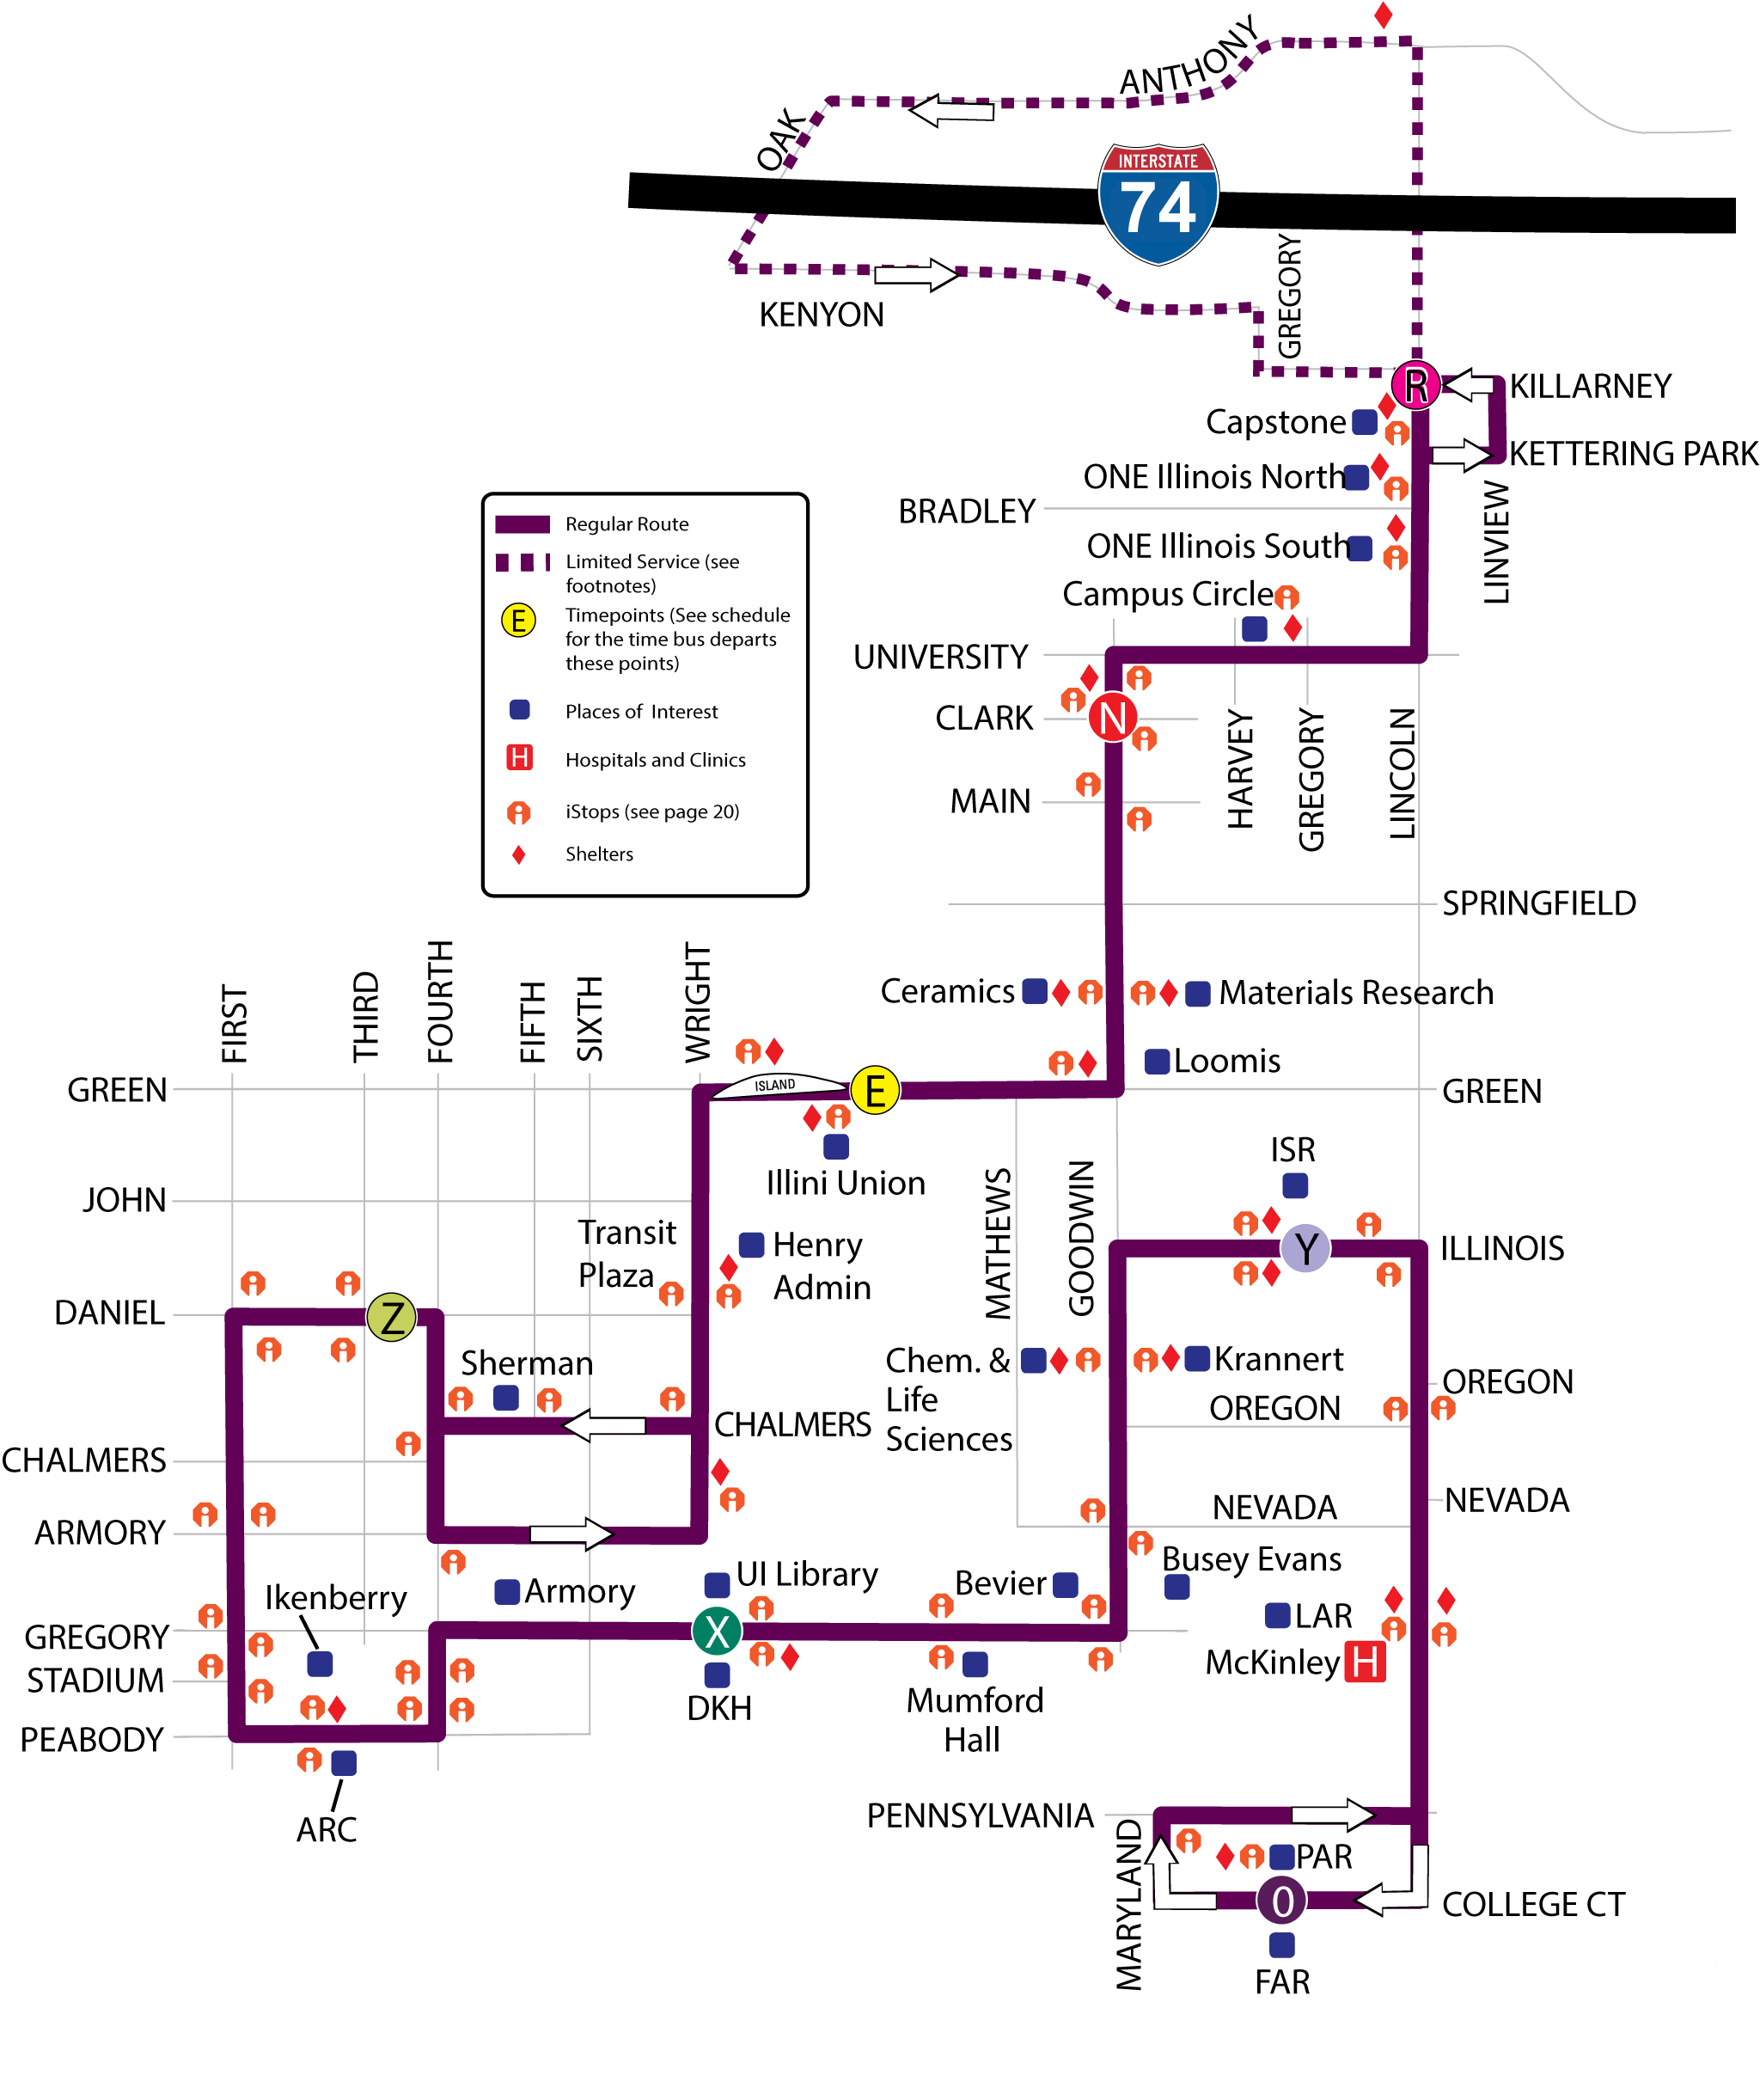 ANTHONY
OAK
INTERSTATE
74
KENYON
GREGORY
R
KILLARNEY
Capstone
KETTERING PARK
ONE Illinois North
LINVIEW
BRADLEY
ONE Illinois South
Campus Circle
UNIVERSITY
CLARK
N
MAIN
HARVEY
GREGORY
LINCOLN
Regular Route
Limited Service (see
footnotes)
E
Timepoints (See schedule
for the time bus departs
these points)
Places of Interest
H
Hospitals and Clinics
iStops (see page 20)
Shelters
SPRINGFIELD
FIRST
THIRD
FOURTH
FIFTH
SIXTH
WRIGHT
Ceramics
Materials Research
Loomis
GREEN
ISLAND
E
GREEN
Illini Union
MATHEWS
GOODWIN
ISR
JOHN
Transit
Plaza
Henry
Admin
Y
ILLINOIS
DANIEL
Z
Sherman
Chem. &
Life
Sciences
Krannert
OREGON
OREGON
CHALMERS
CHALMERS
NEVADA
NEVADA
ARMORY
Busey Evans
Ikenberry
Armory
UI Library
Bevier
LAR
GREGORY
X
McKinley
H
STADIUM
DKH
Mumford
Hall
PEABODY
ARC
PENNSYLVANIA
MARYLAND
PAR
O
COLLEGE CT
FAR